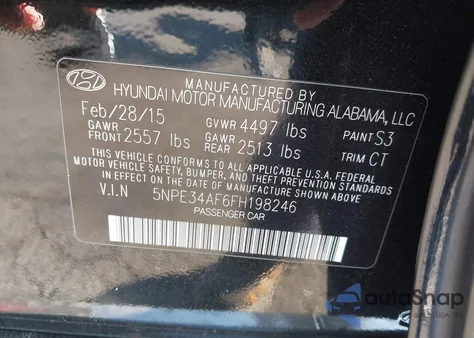 MANUFACTURED BY
HYUNDAI MOTOR MANUFACTURING ALABAMA, LLC
Feb/28/15 GVWR 4497 lbs PAINT S3
GAWR FRONT 2557 lbs GAWR REAR 2513 lbs TRIM CT
THIS VEHICLE CONFORMS TO ALL APPLICABLE U.S.A FEDERAL
MOTOR VEHICLE SAFETY, BUMPER, AND THEFT PREVENTION STANDARDS
IN EFFECT ON THE DATE OF MANUFACTURE SHOWN ABOVE.
V.I.N 5NPE34AF6FH198246
PASSENGER CAR
autoSnap